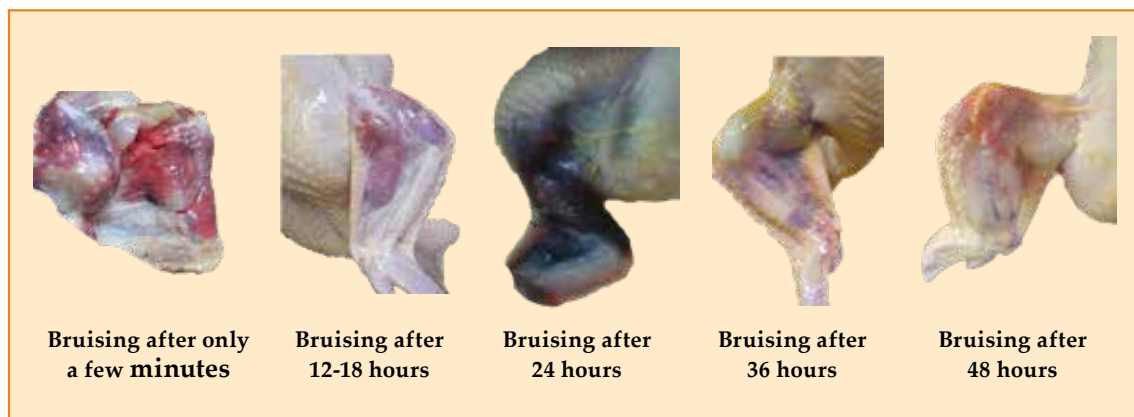 Bruising after only
a few minutes
Bruising after
12-18 hours
Bruising after
24 hours
Bruising after
36 hours
Bruising after
48 hours